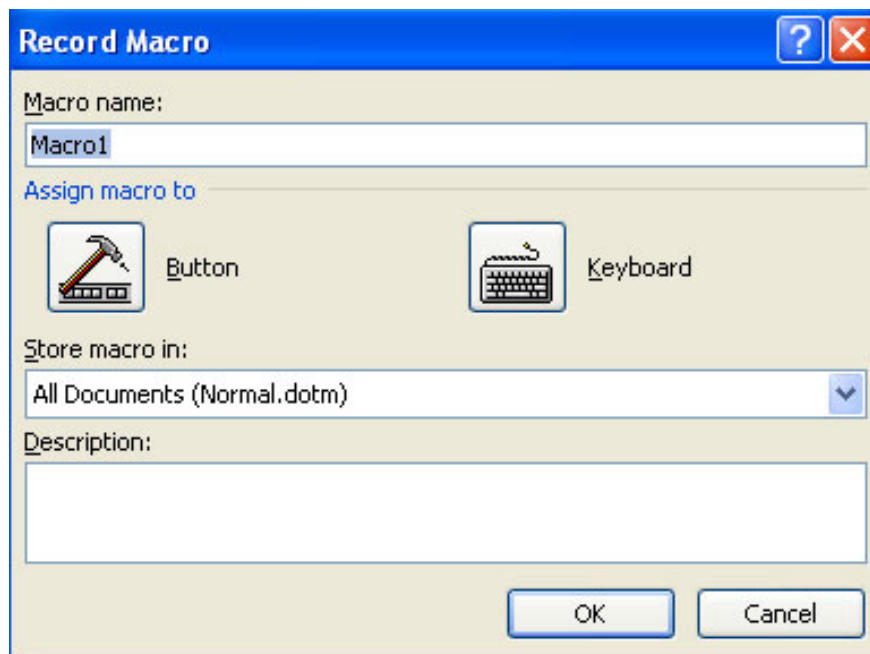 Record Macro
?
Macro name:
Macro1
Assign macro to
Button Keyboard
Store macro in:
All Documents (Normal.dotm)
Description:
OK Cancel